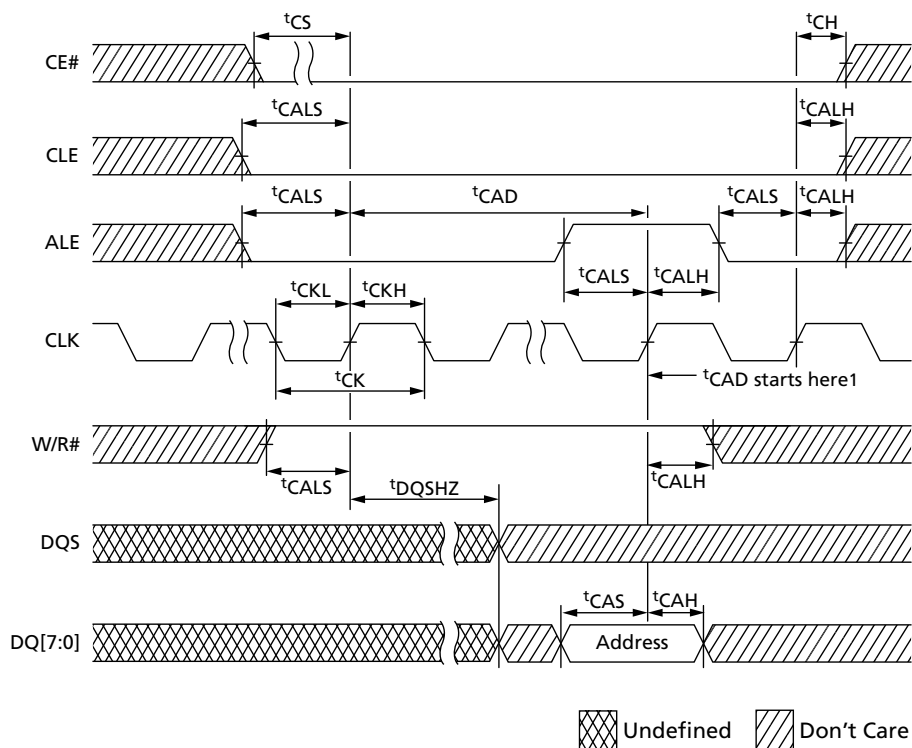 tCS tCH
CE#
tCALS tCALH
CLE
tCALS tCAD tCALS tCALH
ALE
tCALS tCALH
tCKL tCKH
CLK
tCK tCAD starts here1
W/R#
tCALS tCALH
tDQSHZ
DQS
tCAS tCAH
DQ[7:0] Address
Undefined Don't Care